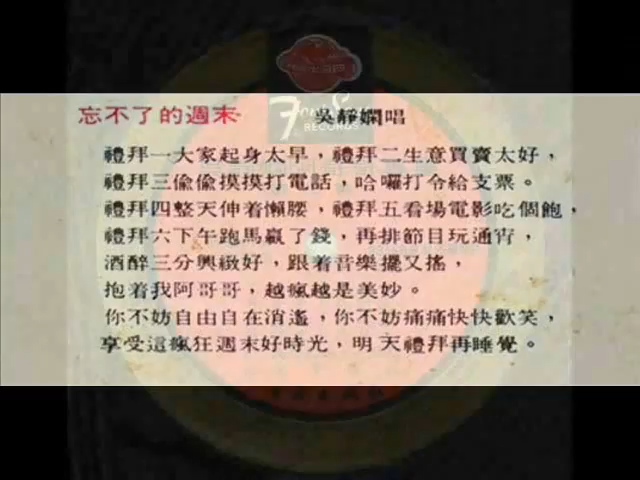 忘不了的週末 吳靜嫻唱
禮拜一大家起身太早，禮拜二生意買賣太好，
禮拜三偸偸摸摸打電話，哈囉打令給支票。
禮拜四整天伸着懶腰，禮拜五看場電影吃個飽，
禮拜六下午跑馬贏了錢，再排節目玩通宵，
酒醉三分興緻好，跟着音樂擺又搖，
抱着我阿哥哥，越瘋越是美妙。
你不妨自由自在消遙，你不妨痛痛快快歡笑，
享受這瘋狂週末好時光，明天禮拜再睡覺。
RECORDS